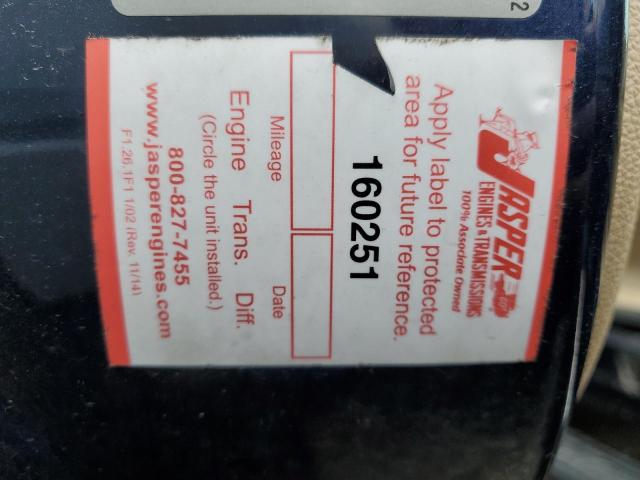 2
JASPER
ENGINES & TRANSMISSIONS
100% Associate Owned
Apply label to protected
area for future reference.
160251
Mileage Date
Engine Trans. Diff.
(Circle the unit installed.)
800-827-7455
www.jasperengines.com
F1.26.1F1 1/02 (Rev. 11/14)